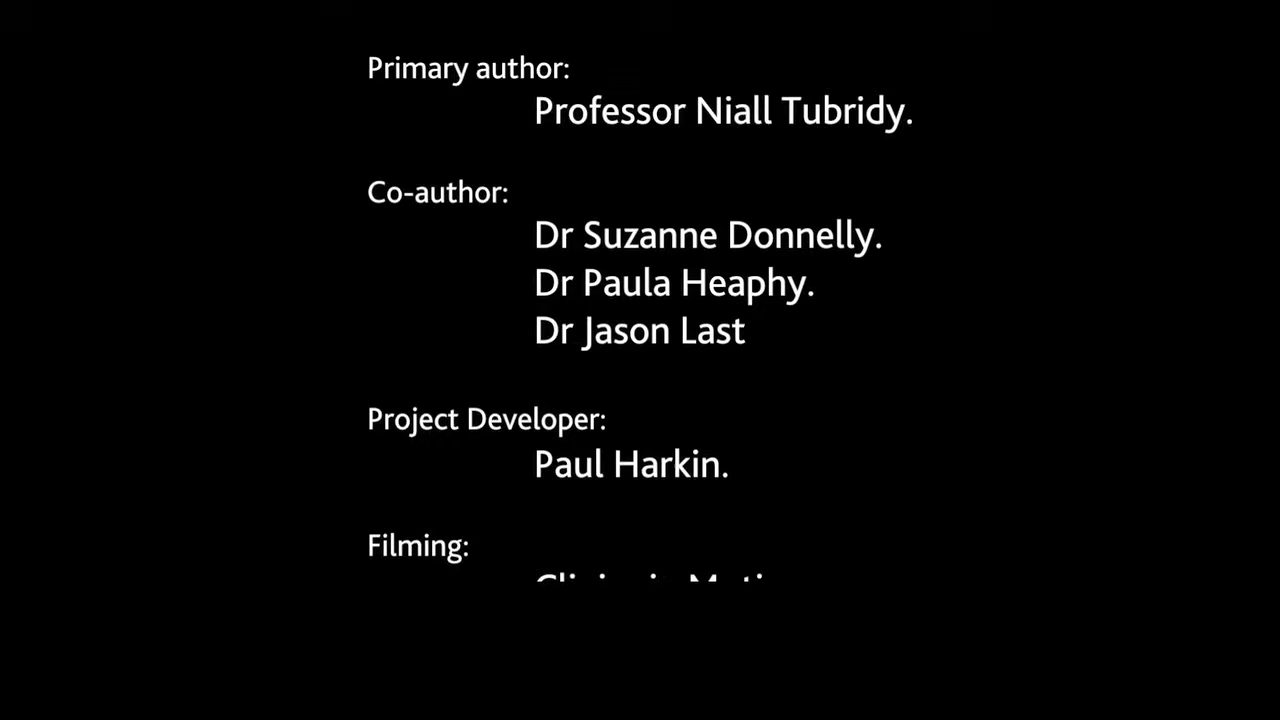 Primary author:
Professor Niall Tubridy.
Co-author:
Dr Suzanne Donnelly.
Dr Paula Heaphy.
Dr Jason Last
Project Developer:
Paul Harkin.
Filming: